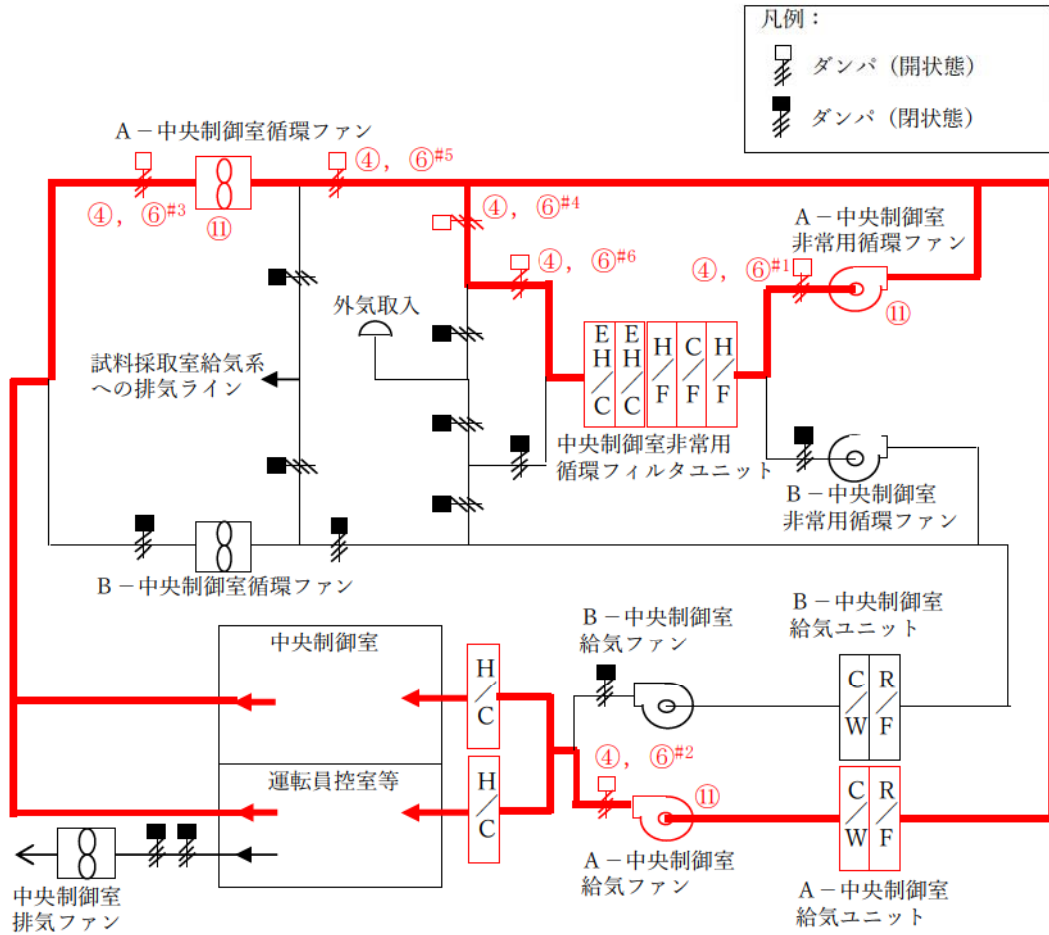 凡例：
ダンパ（開状態）
ダンパ（閉状態）
A－中央制御室循環ファン
④，⑥#5
④，⑥#3
⑪
④，⑥#4
A－中央制御室
非常用循環ファン
④，⑥#6
④，⑥#1
⑪
外気取入
試料採取室給気系
への排気ライン
EH/C
EH/C
H/F
C/F
H/F
中央制御室非常用
循環フィルタユニット
B－中央制御室
非常用循環ファン
B－中央制御室循環ファン
B－中央制御室
給気ファン
B－中央制御室
給気ユニット
中央制御室
H/C
C/W
R/F
④，⑥#2
運転員控室等
H/C
⑪
C/W
R/F
A－中央制御室
給気ファン
A－中央制御室
給気ユニット
中央制御室
排気ファン